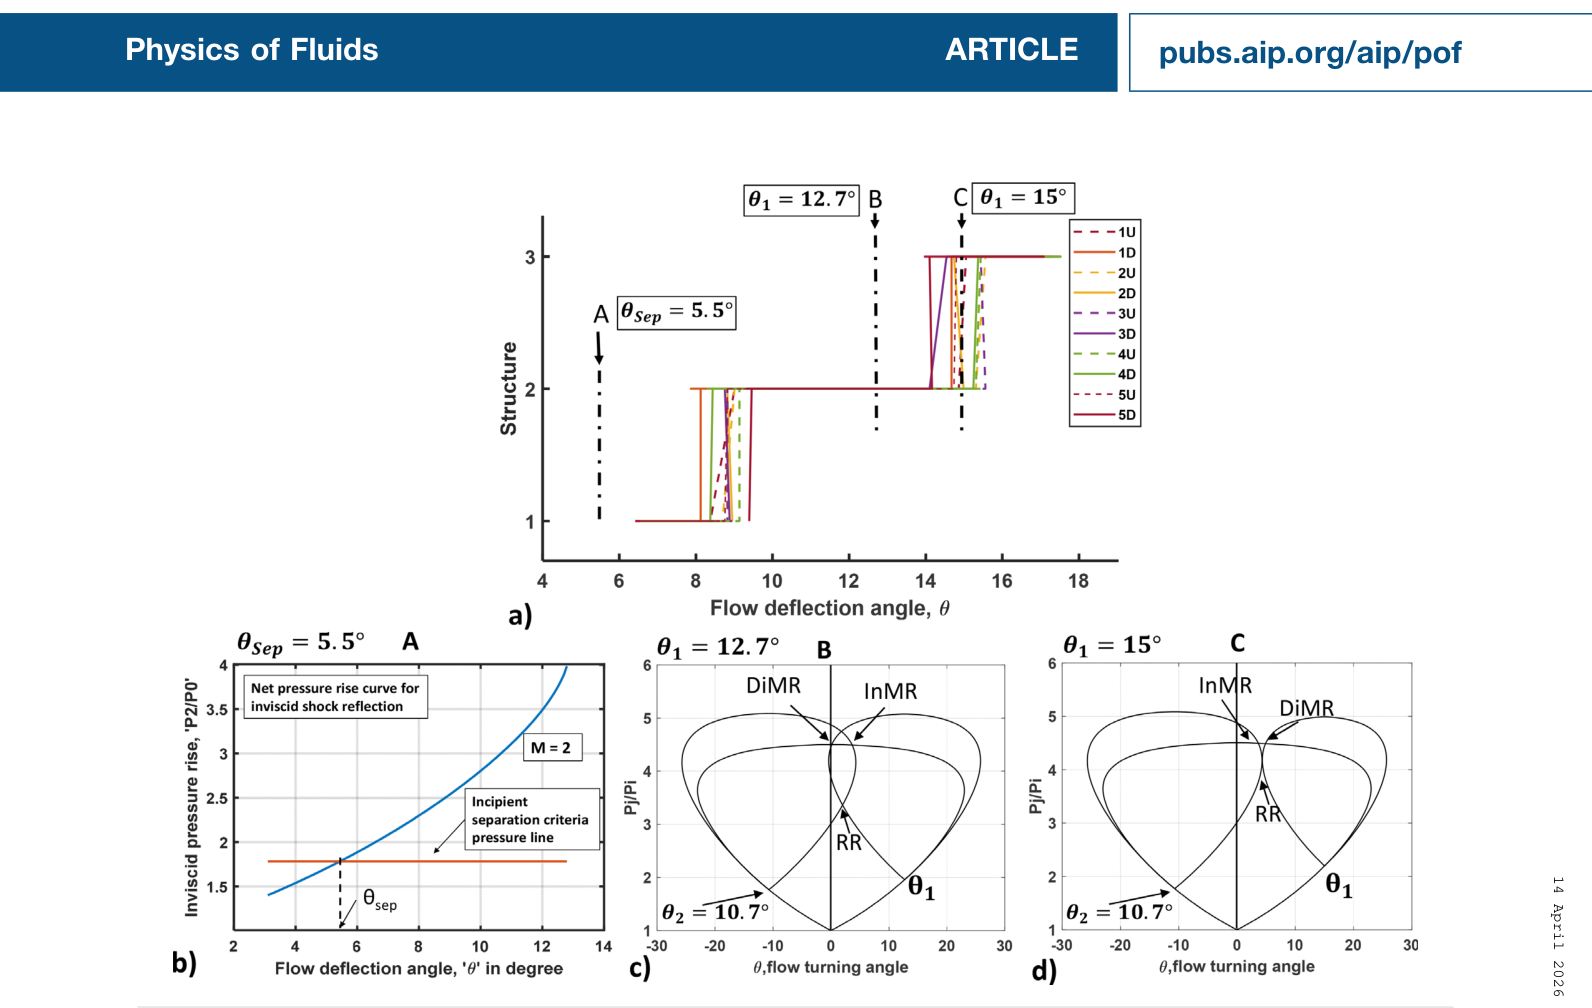 Physics of Fluids
ARTICLE
pubs.aip.org/aip/pof
θ₁ = 12.7°
B
C
θ₁ = 15°
A
θ_Sep = 5.5°
1U
1D
2U
2D
3U
3D
4U
4D
5U
5D
Structure
3
2
1
4 6 8 10 12 14 16 18
Flow deflection angle, θ
a)
θ_Sep = 5.5°
A
Net pressure rise curve for
inviscid shock reflection
M = 2
Incipient
separation criteria
pressure line
θ_sep
Inviscid pressure rise, 'P2/P0'
4
3.5
3
2.5
2
1.5
2 4 6 8 10 12 14
Flow deflection angle, 'θ' in degree
b)
θ₁ = 12.7°
B
DiMR
InMR
RR
θ₁
θ₂ = 10.7°
Pj/Pi
6
5
4
3
2
1
-30 -20 -10 0 10 20 30
θ,flow turning angle
c)
θ₁ = 15°
C
InMR
DiMR
RR
θ₁
θ₂ = 10.7°
Pj/Pi
6
5
4
3
2
1
-30 -20 -10 0 10 20 30
θ,flow turning angle
d)
14 April 2026